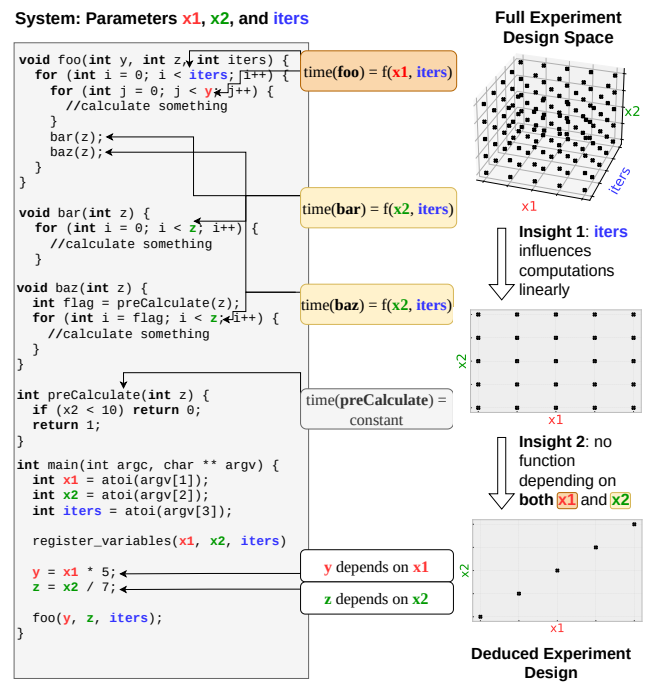 System: Parameters x1, x2, and iters
void foo(int y, int z, int iters) {
for (int i = 0; i < iters; i++) {
for (int j = 0; j < y; j++) {
//calculate something
}
bar(z);
baz(z);
}
}
void bar(int z) {
for (int i = 0; i < z; i++) {
//calculate something
}
}
void baz(int z) {
int flag = preCalculate(z);
for (int i = flag; i < z; i++) {
//calculate something
}
}
int preCalculate(int z) {
if (x2 < 10) return 0;
return 1;
}
int main(int argc, char ** argv) {
int x1 = atoi(argv[1]);
int x2 = atoi(argv[2]);
int iters = atoi(argv[3]);
register_variables(x1, x2, iters)
y = x1 * 5;
z = x2 / 7;
foo(y, z, iters);
}
time(foo) = f(x1, iters)
time(bar) = f(x2, iters)
time(baz) = f(x2, iters)
time(preCalculate) =
constant
y depends on x1
z depends on x2
Full Experiment
Design Space
x2
iters
x1
Insight 1: iters
influences
computations
linearly
x2
x1
Insight 2: no
function
depending on
both x1 and x2
x2
x1
Deduced Experiment
Design